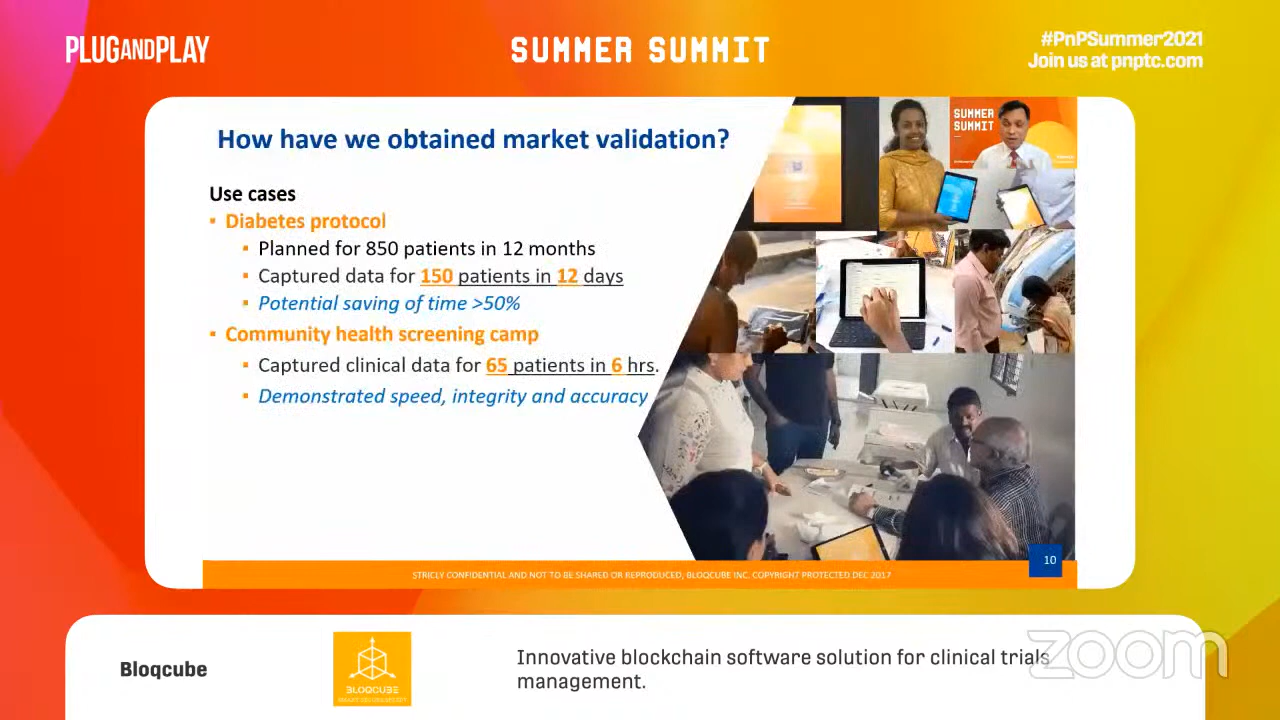 PLUGANDPLAY
SUMMER SUMMIT
#PnPSummer2021
Join us at pnptc.com
How have we obtained market validation?
SUMMER
SUMMIT
Use cases
Diabetes protocol
Planned for 850 patients in 12 months
Captured data for 150 patients in 12 days
Potential saving of time >50%
Community health screening camp
Captured clinical data for 65 patients in 6 hrs.
Demonstrated speed, integrity and accuracy
10
STRICLY CONFIDENTIAL AND NOT TO BE SHARED OR REPRODUCED, BLOQCUBE INC. COPYRIGHT PROTECTED DEC 2017
Bloqcube
BLOQCUBE
Innovative blockchain software solution for clinical trials
management.
zoom